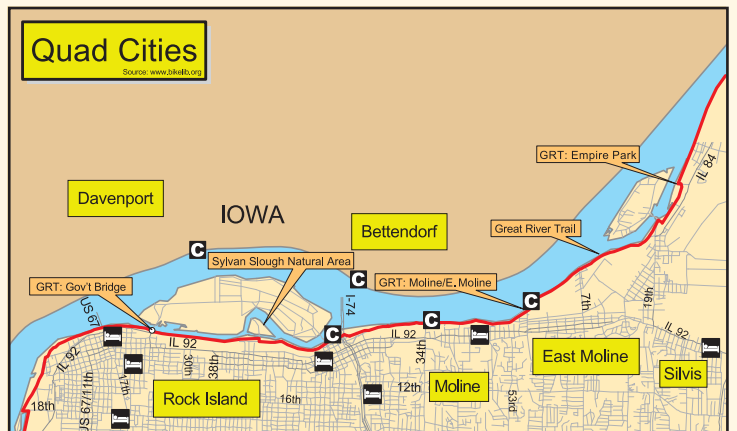 Quad Cities
Source: www.bikelib.org
GRT: Empire Park
IL 84
Davenport
IOWA
Bettendorf
Great River Trail
C
Sylvan Slough Natural Area
C
GRT: Moline/E. Moline
GRT: Gov't Bridge
I-74
C
7th
19th
US 67
C
C
IL 92
IL 92
IL 92
IL 92
34th
East Moline
30th
38th
17th
Silvis
Moline
12th
53rd
US 67/11th
Rock Island
16th
18th